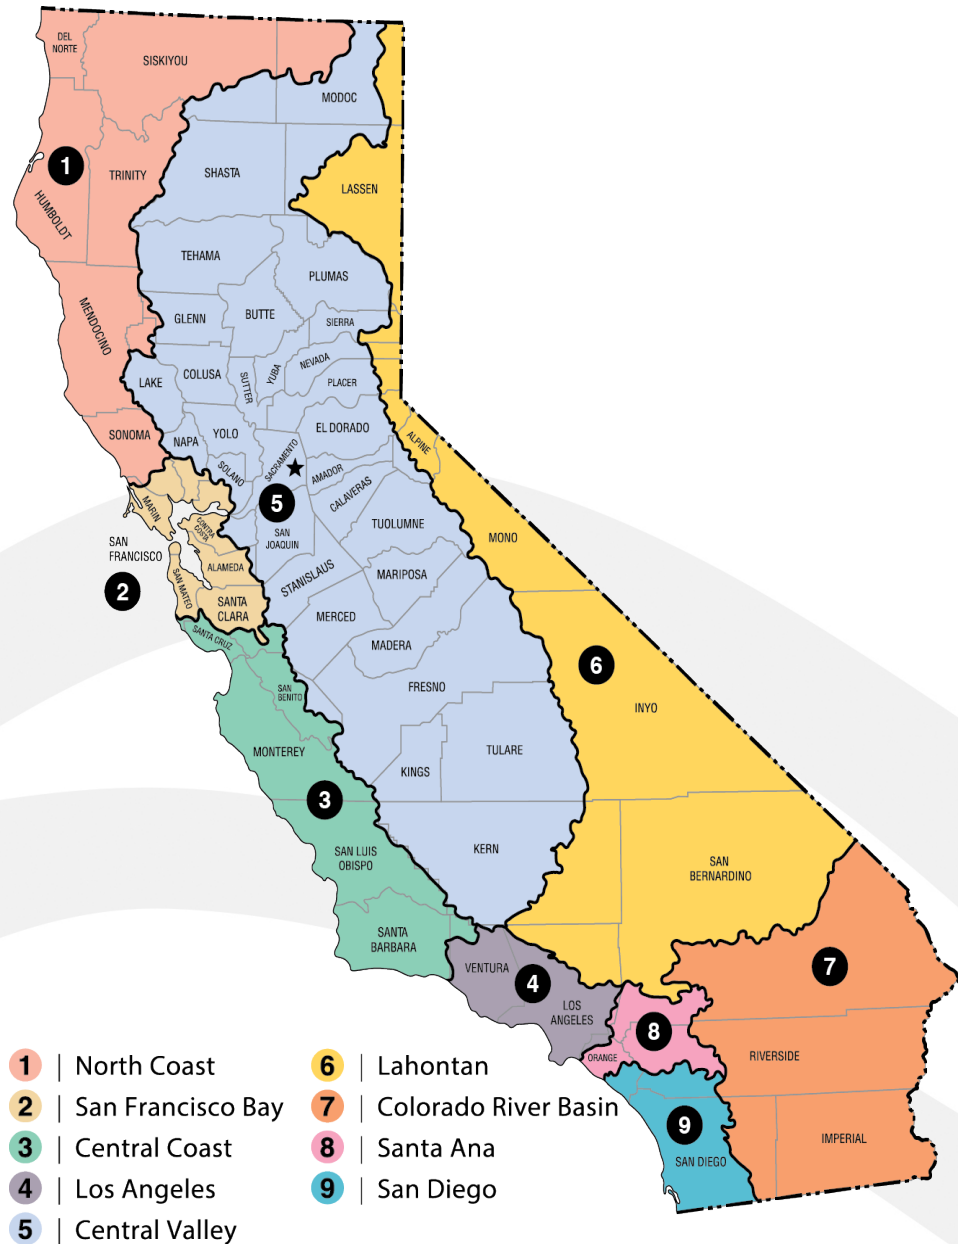 DEL
NORTE
SISKIYOU
MODOC
1
TRINITY
SHASTA
LASSEN
HUMBOLDT
TEHAMA
PLUMAS
MENDOCINO
GLENN
BUTTE
SIERRA
LAKE
COLUSA
SUTTER
YUBA
NEVADA
PLACER
SONOMA
NAPA
YOLO
EL DORADO
ALPINE
SOLANO
SACRAMENTO
AMADOR
CALAVERAS
5
MARIN
CONTRA
COSTA
SAN
JOAQUIN
TUOLUMNE
MONO
SAN
FRANCISCO
2
SAN MATEO
ALAMEDA
STANISLAUS
MARIPOSA
SANTA
CLARA
MERCED
SANTA CRUZ
MADERA
6
SAN
BENITO
FRESNO
INYO
MONTEREY
TULARE
KINGS
3
SAN LUIS
OBISPO
KERN
SAN
BERNARDINO
SANTA
BARBARA
VENTURA
4
LOS
ANGELES
7
8
ORANGE
RIVERSIDE
9
SAN DIEGO
IMPERIAL
1 | North Coast
2 | San Francisco Bay
3 | Central Coast
4 | Los Angeles
5 | Central Valley
6 | Lahontan
7 | Colorado River Basin
8 | Santa Ana
9 | San Diego